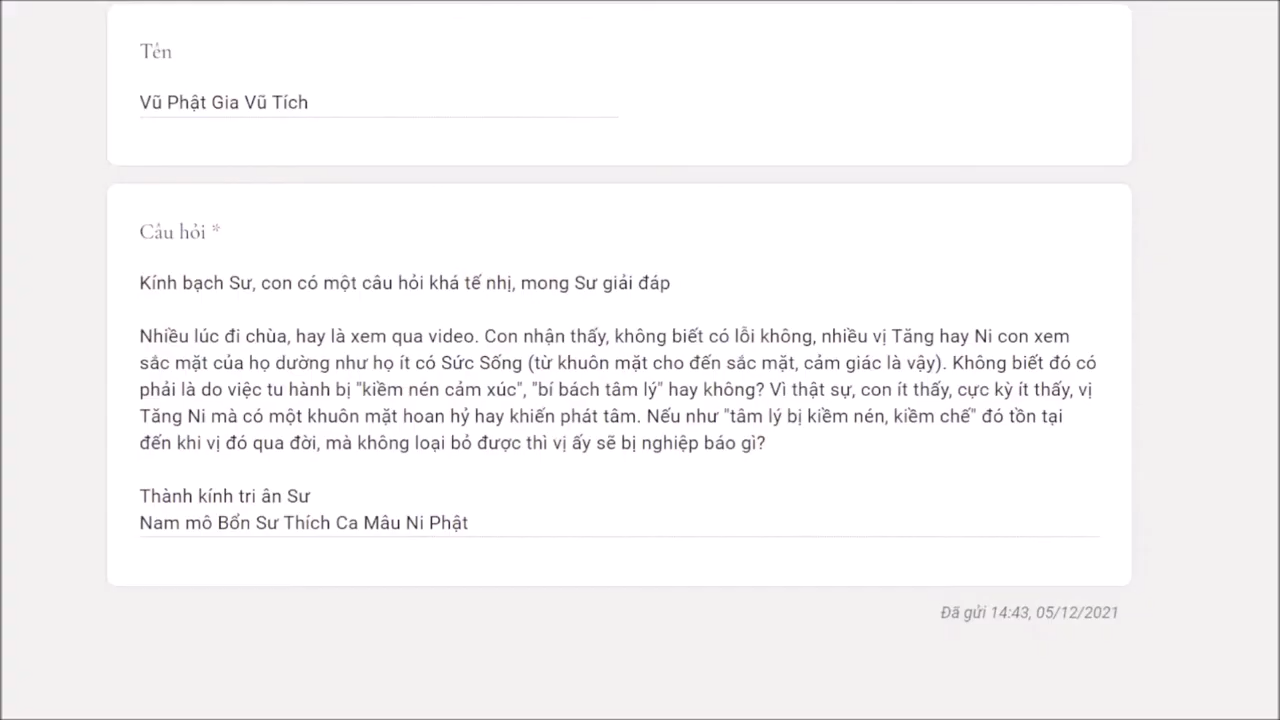 Tên
Vũ Phật Gia Vũ Tích
Câu hỏi *
Kính bạch Sư, con có một câu hỏi khá tế nhị, mong Sư giải đáp
Nhiều lúc đi chùa, hay là xem qua video. Con nhận thấy, không biết có lỗi không, nhiều vị Tăng hay Ni con xem
sắc mặt của họ dường như họ ít có Sức Sống (từ khuôn mặt cho đến sắc mặt, cảm giác là vậy). Không biết đó có
phải là do việc tu hành bị "kiềm nén cảm xúc", "bí bách tâm lý" hay không? Vì thật sự, con ít thấy, cực kỳ ít thấy, vị
Tăng Ni mà có một khuôn mặt hoan hỷ hay khiến phát tâm. Nếu như "tâm lý bị kiềm nén, kiềm chế" đó tồn tại
đến khi vị đó qua đời, mà không loại bỏ được thì vị ấy sẽ bị nghiệp báo gì?
Thành kính tri ân Sư
Nam mô Bổn Sư Thích Ca Mâu Ni Phật
Đã gửi 14:43, 05/12/2021